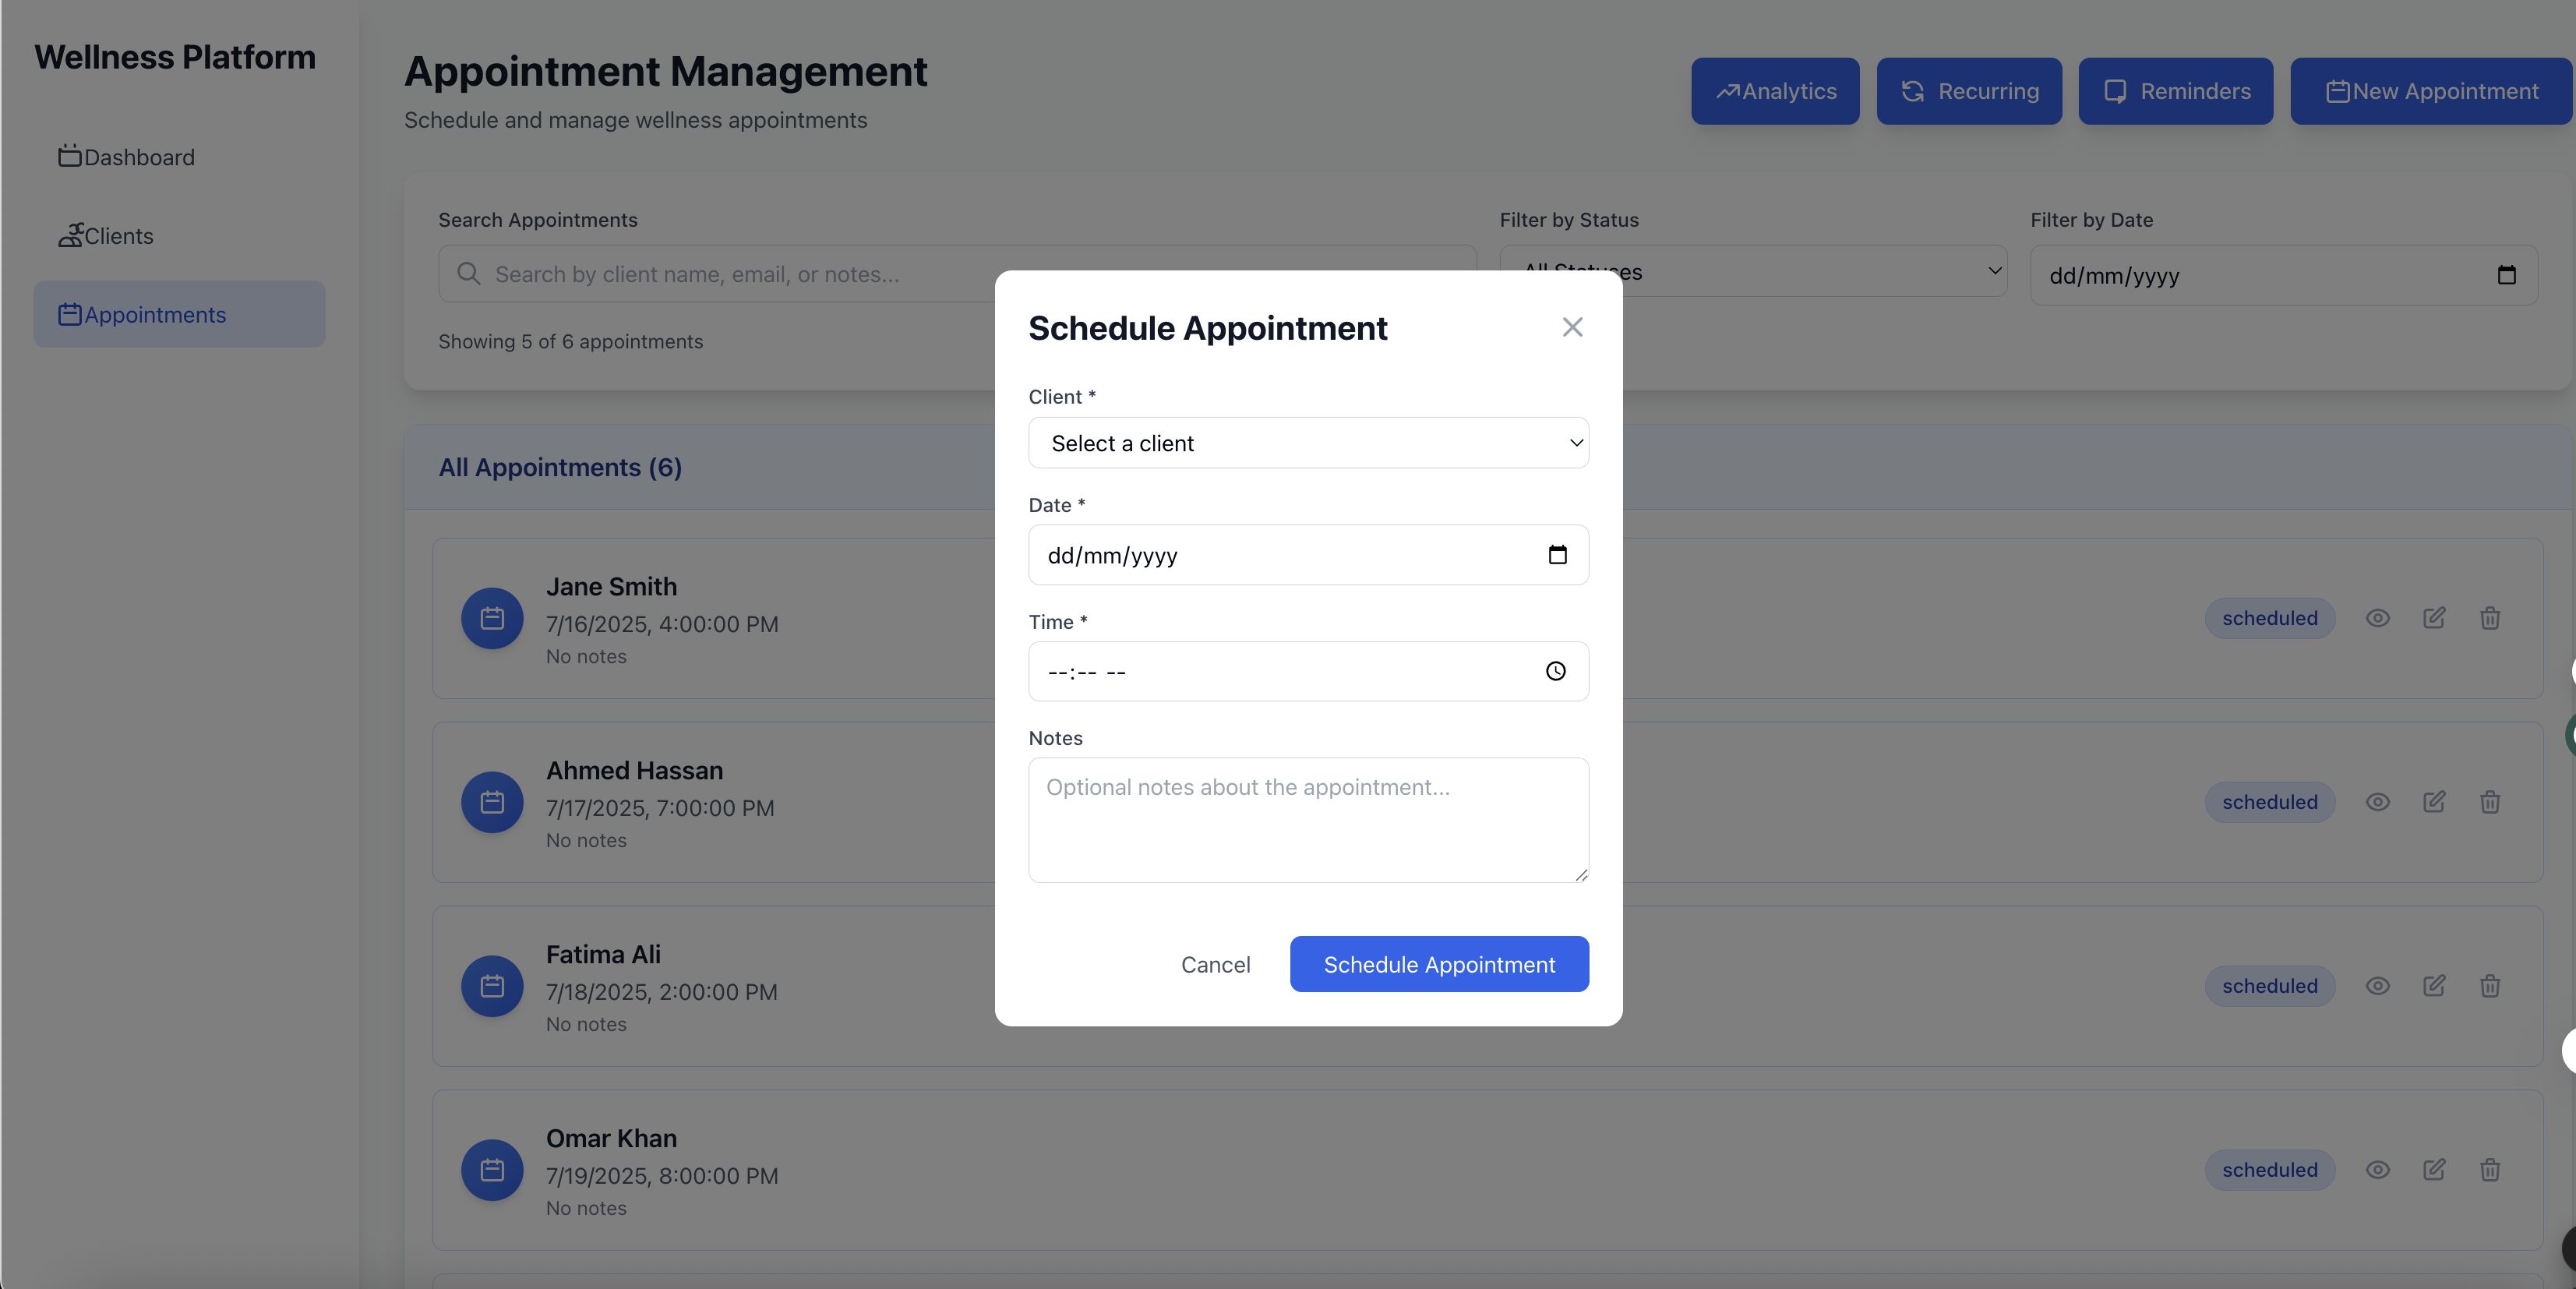 Wellness Platform
Dashboard
Clients
Appointments
Appointment Management
Schedule and manage wellness appointments
Analytics
Recurring
Reminders
New Appointment
Search Appointments
Search by client name, email, or notes...
Filter by Status
All Statuses
Filter by Date
dd/mm/yyyy
Showing 5 of 6 appointments
All Appointments (6)
Jane Smith
7/16/2025, 4:00:00 PM
No notes
scheduled
Ahmed Hassan
7/17/2025, 7:00:00 PM
No notes
scheduled
Fatima Ali
7/18/2025, 2:00:00 PM
No notes
scheduled
Omar Khan
7/19/2025, 8:00:00 PM
No notes
scheduled
Schedule Appointment
Client *
Select a client
Date *
dd/mm/yyyy
Time *
--:-- --
Notes
Optional notes about the appointment...
Cancel
Schedule Appointment